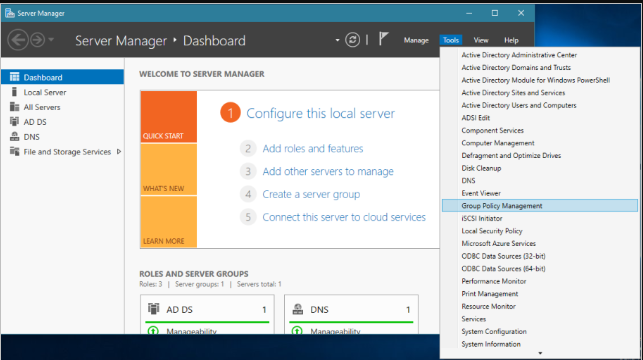 Server Manager
Server Manager • Dashboard
Manage Tools View Help
Dashboard
Local Server
All Servers
AD DS
DNS
File and Storage Services
WELCOME TO SERVER MANAGER
QUICK START
WHAT'S NEW
LEARN MORE
1 Configure this local server
2 Add roles and features
3 Add other servers to manage
4 Create a server group
5 Connect this server to cloud services
ROLES AND SERVER GROUPS
Roles: 3 | Server groups: 1 | Servers total: 1
AD DS 1
Manageability
DNS 1
Manageability
Active Directory Administrative Center
Active Directory Domains and Trusts
Active Directory Module for Windows PowerShell
Active Directory Sites and Services
Active Directory Users and Computers
ADSI Edit
Component Services
Computer Management
Defragment and Optimize Drives
Disk Cleanup
DNS
Event Viewer
Group Policy Management
iSCSI Initiator
Local Security Policy
Microsoft Azure Services
ODBC Data Sources (32-bit)
ODBC Data Sources (64-bit)
Performance Monitor
Print Management
Resource Monitor
Services
System Configuration
System Information